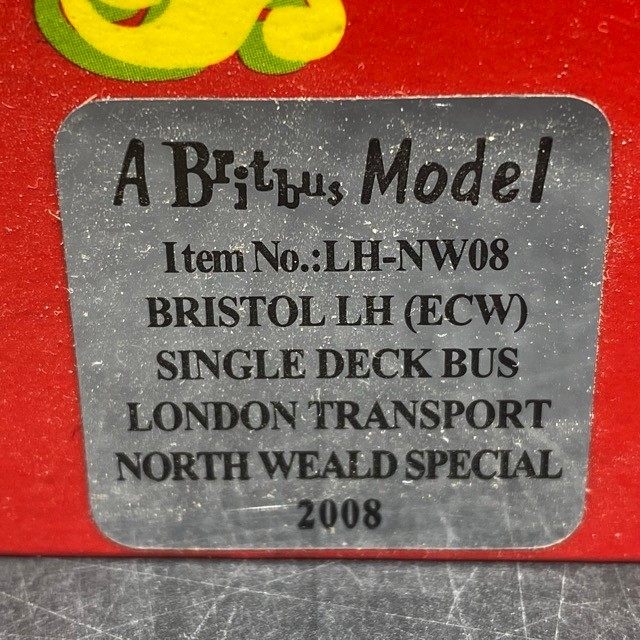 A Britbus Model
Item No.:LH-NW08
BRISTOL LH (ECW)
SINGLE DECK BUS
LONDON TRANSPORT
NORTH WEALD SPECIAL
2008